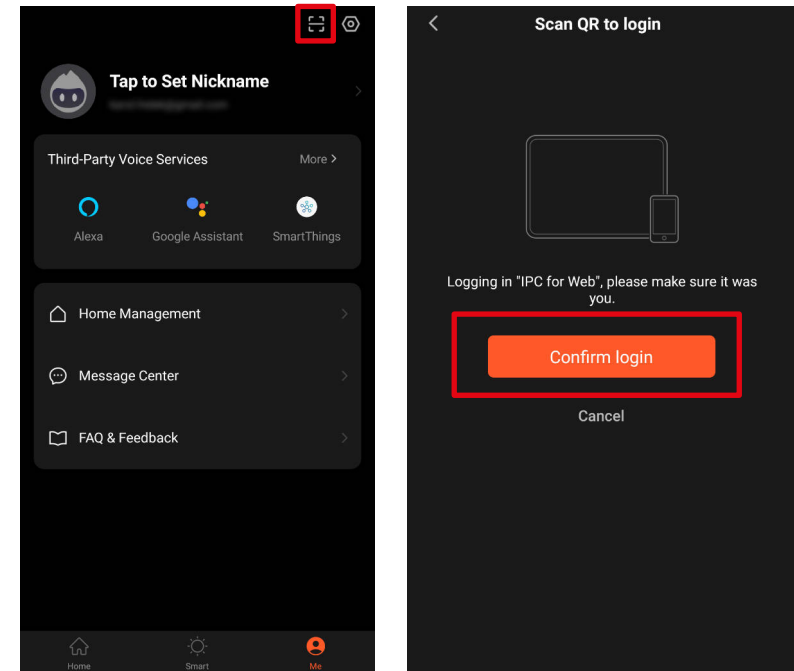 Tap to Set Nickname
Third-Party Voice Services
More >
Alexa
Google Assistant
SmartThings
Home Management
Message Center
FAQ & Feedback
Home
Smart
Me
Scan QR to login
Logging in "IPC for Web", please make sure it was
you.
Confirm login
Cancel